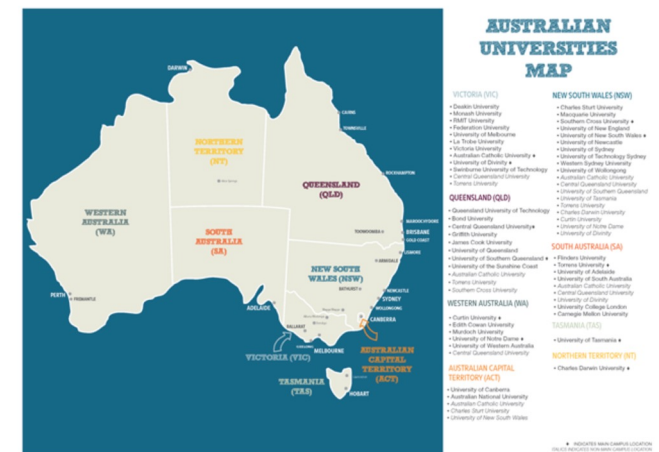 AUSTRALIAN
UNIVERSITIES
MAP
DARWIN
CAIRNS
TOWNSVILLE
NORTHERN
TERRITORY
(NT)
ROCKHAMPTON
QUEENSLAND
(QLD)
WESTERN
AUSTRALIA
(WA)
SOUTH
AUSTRALIA
(SA)
MAROOCHYDORE
TOOWOOMBA
BRISBANE
GOLD COAST
LISMORE
ARMIDALE
NEW SOUTH
WALES (NSW)
BATHURST
NEWCASTLE
SYDNEY
WOLLONGONG
CANBERRA
PERTH
FREMANTLE
ADELAIDE
BALLARAT
MELBOURNE
VICTORIA (VIC)
AUSTRALIAN
CAPITAL
TERRITORY
(ACT)
TASMANIA
(TAS)
HOBART
VICTORIA (VIC)
• Deakin University
• Monash University
• RMIT University
• Federation University
• University of Melbourne
• La Trobe University
• Victoria University
• Australian Catholic University ♦
• University of Divinity ♦
• Swinburne University of Technology
• Central Queensland University
• Torrens University
QUEENSLAND (QLD)
• Queensland University of Technology
• Bond University
• Central Queensland University♦
• Griffith University
• James Cook University
• University of Queensland
• University of Southern Queensland ♦
• University of the Sunshine Coast
• Australian Catholic University
• Torrens University
• Southern Cross University
WESTERN AUSTRALIA (WA)
• Curtin University ♦
• Edith Cowan University
• Murdoch University
• University of Notre Dame ♦
• University of Western Australia
• Central Queensland University
AUSTRALIAN CAPITAL
TERRITORY (ACT)
• University of Canberra
• Australian National University
• Australian Catholic University
• Charles Sturt University
• University of New South Wales
NEW SOUTH WALES (NSW)
• Charles Sturt University
• Macquarie University
• Southern Cross University ♦
• University of New England
• University of New South Wales ♦
• University of Newcastle
• University of Sydney
• University of Technology Sydney
• Western Sydney University
• University of Wollongong
• Australian Catholic University
• Central Queensland University
• University of Southern Queensland
• University of Tasmania
• Torrens University
• Charles Darwin University
• Curtin University
• University of Notre Dame
• University of Divinity
SOUTH AUSTRALIA (SA)
• Flinders University
• Torrens University ♦
• University of Adelaide
• University of South Australia
• Australian Catholic University
• Central Queensland University
• University of Divinity
• University College London
• Carnegie Mellon University
TASMANIA (TAS)
• University of Tasmania ♦
NORTHERN TERRITORY (NT)
• Charles Darwin University ♦
♦ INDICATES MAIN CAMPUS LOCATION
ITALICS INDICATES NON-MAIN CAMPUS LOCATION